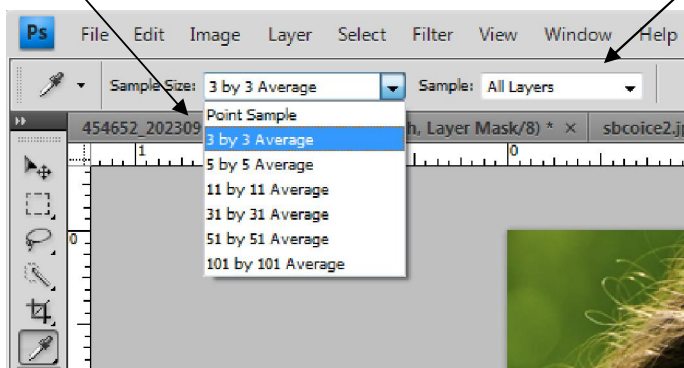 Ps File Edit Image Layer Select Filter View Window Help
Sample Size: 3 by 3 Average Sample: All Layers
454652_202309 h, Layer Mask/8) * × sbcoice2.j
Point Sample
3 by 3 Average
5 by 5 Average
11 by 11 Average
31 by 31 Average
51 by 51 Average
101 by 101 Average
1 0
0